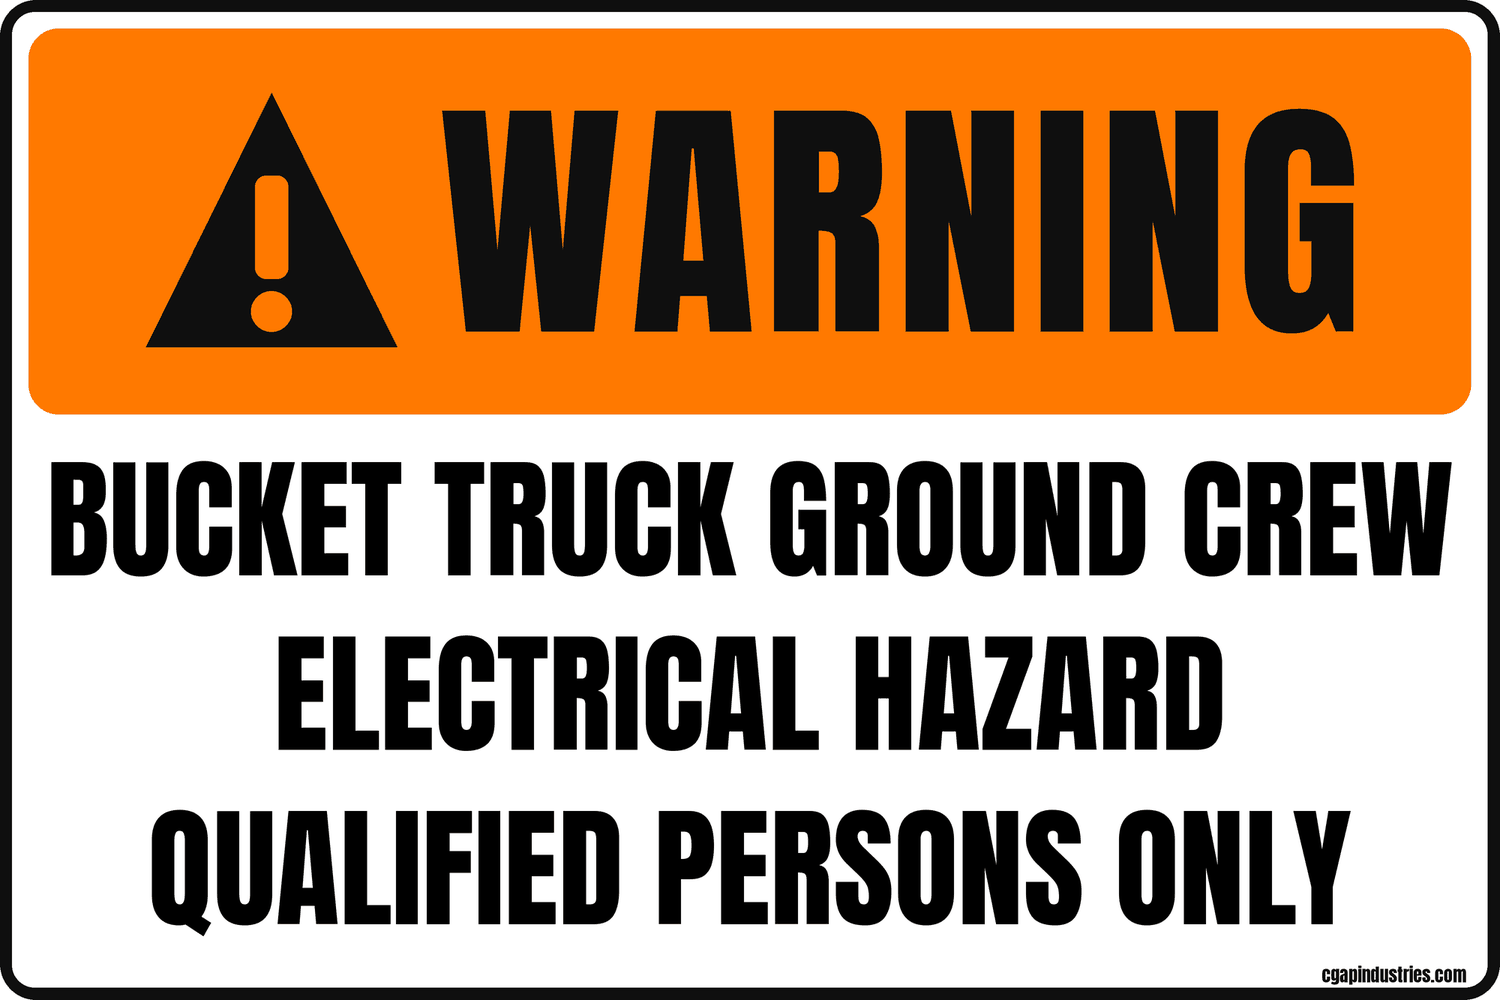 WARNING
BUCKET TRUCK GROUND CREW
ELECTRICAL HAZARD
QUALIFIED PERSONS ONLY
cgapindustries.com